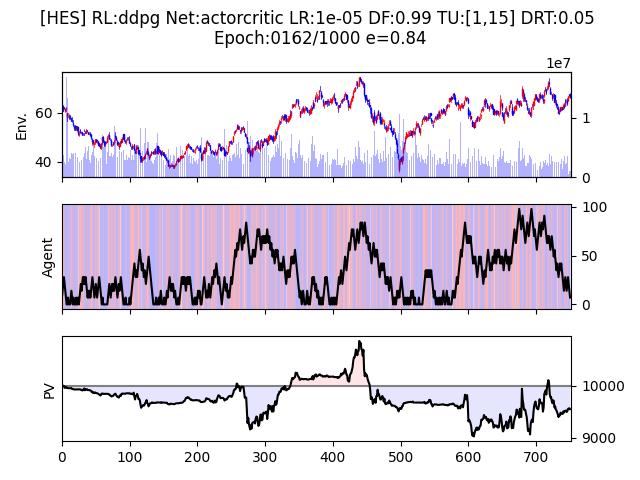 [HES] RL:ddpg Net:actorcritic LR:1e-05 DF:0.99 TU:[1,15] DRT:0.05
Epoch:0162/1000 e=0.84
1e7
Env.
60
40
1
0
Agent
100
50
0
PV
10000
9000
0 100 200 300 400 500 600 700